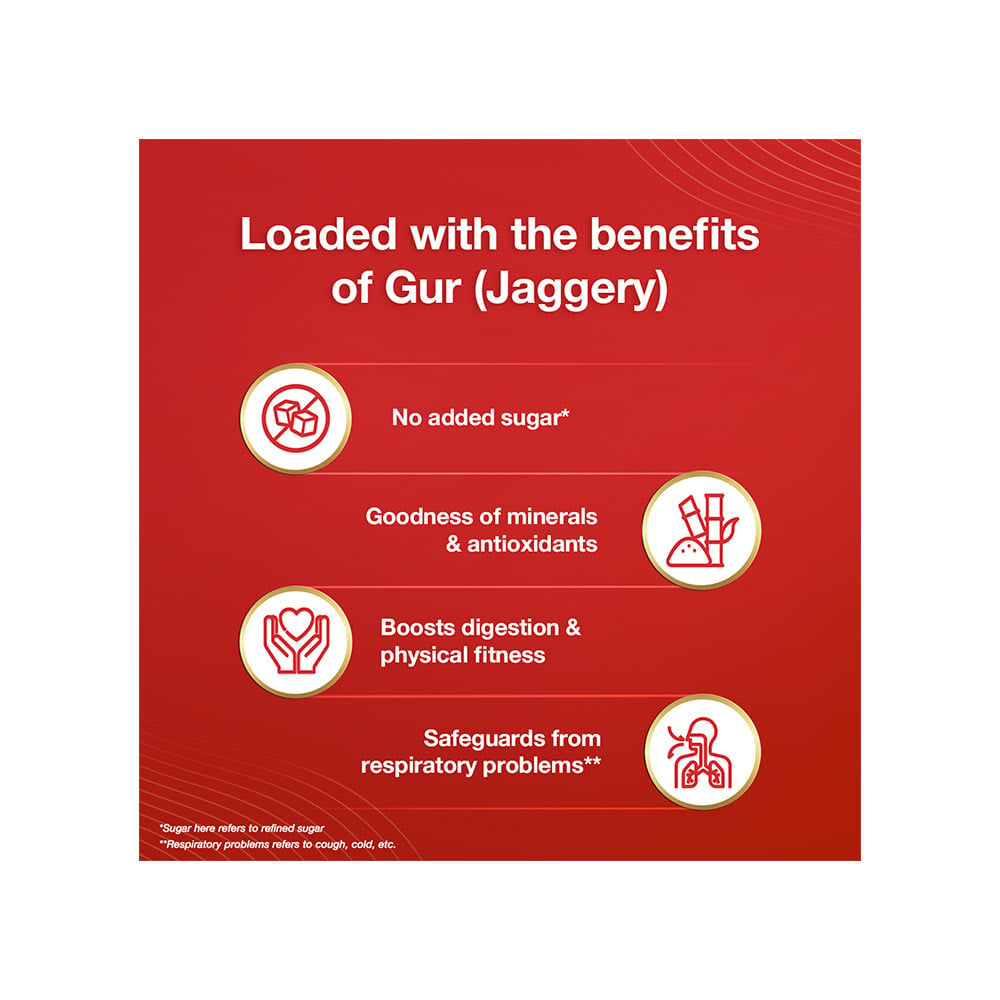 Loaded with the benefits
of Gur (Jaggery)
No added sugar*
Goodness of minerals
& antioxidants
Boosts digestion &
physical fitness
Safeguards from
respiratory problems**
*Sugar here refers to refined sugar
**Respiratory problems refers to cough, cold, etc.